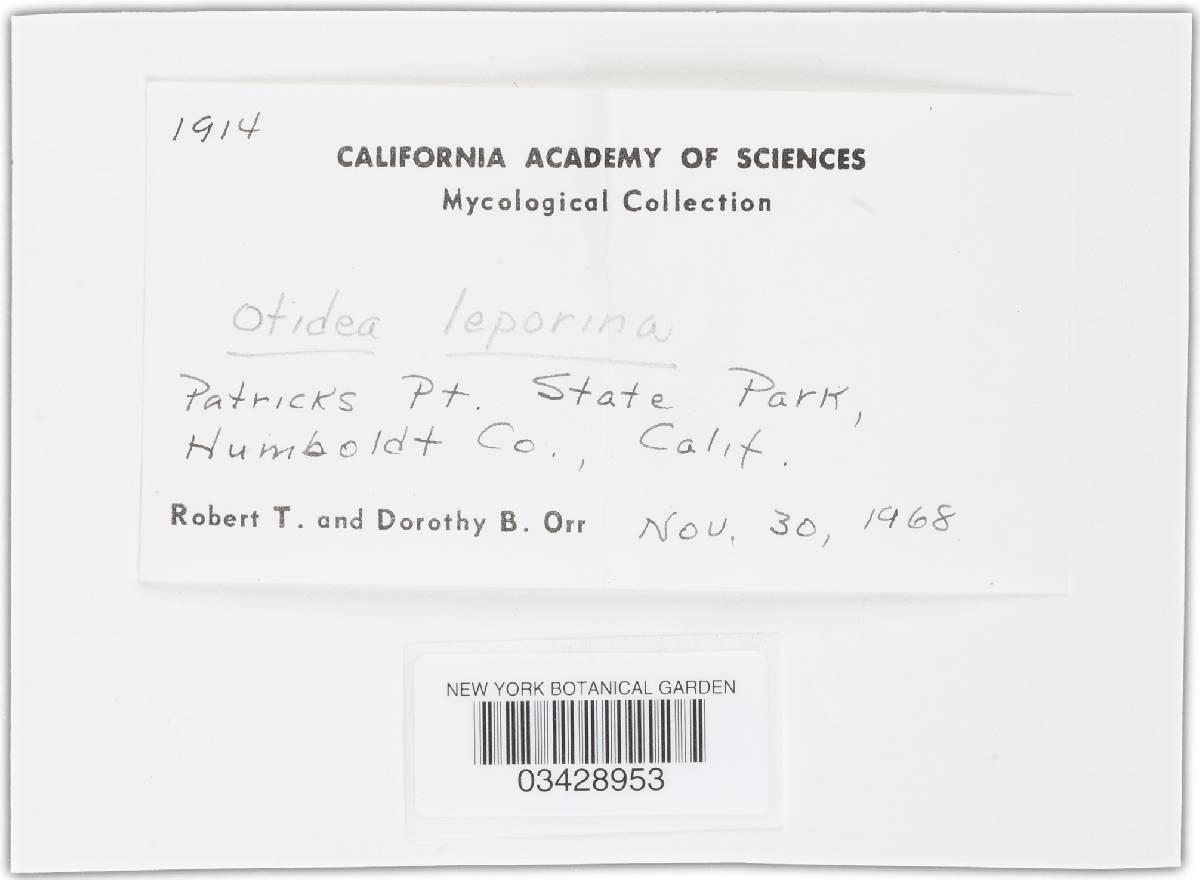 1914
CALIFORNIA ACADEMY OF SCIENCES
Mycological Collection
Otidea leporina
Patricks Pt. State Park,
Humboldt Co., Calif.
Robert T. and Dorothy B. Orr Nov. 30, 1968
NEW YORK BOTANICAL GARDEN
03428953